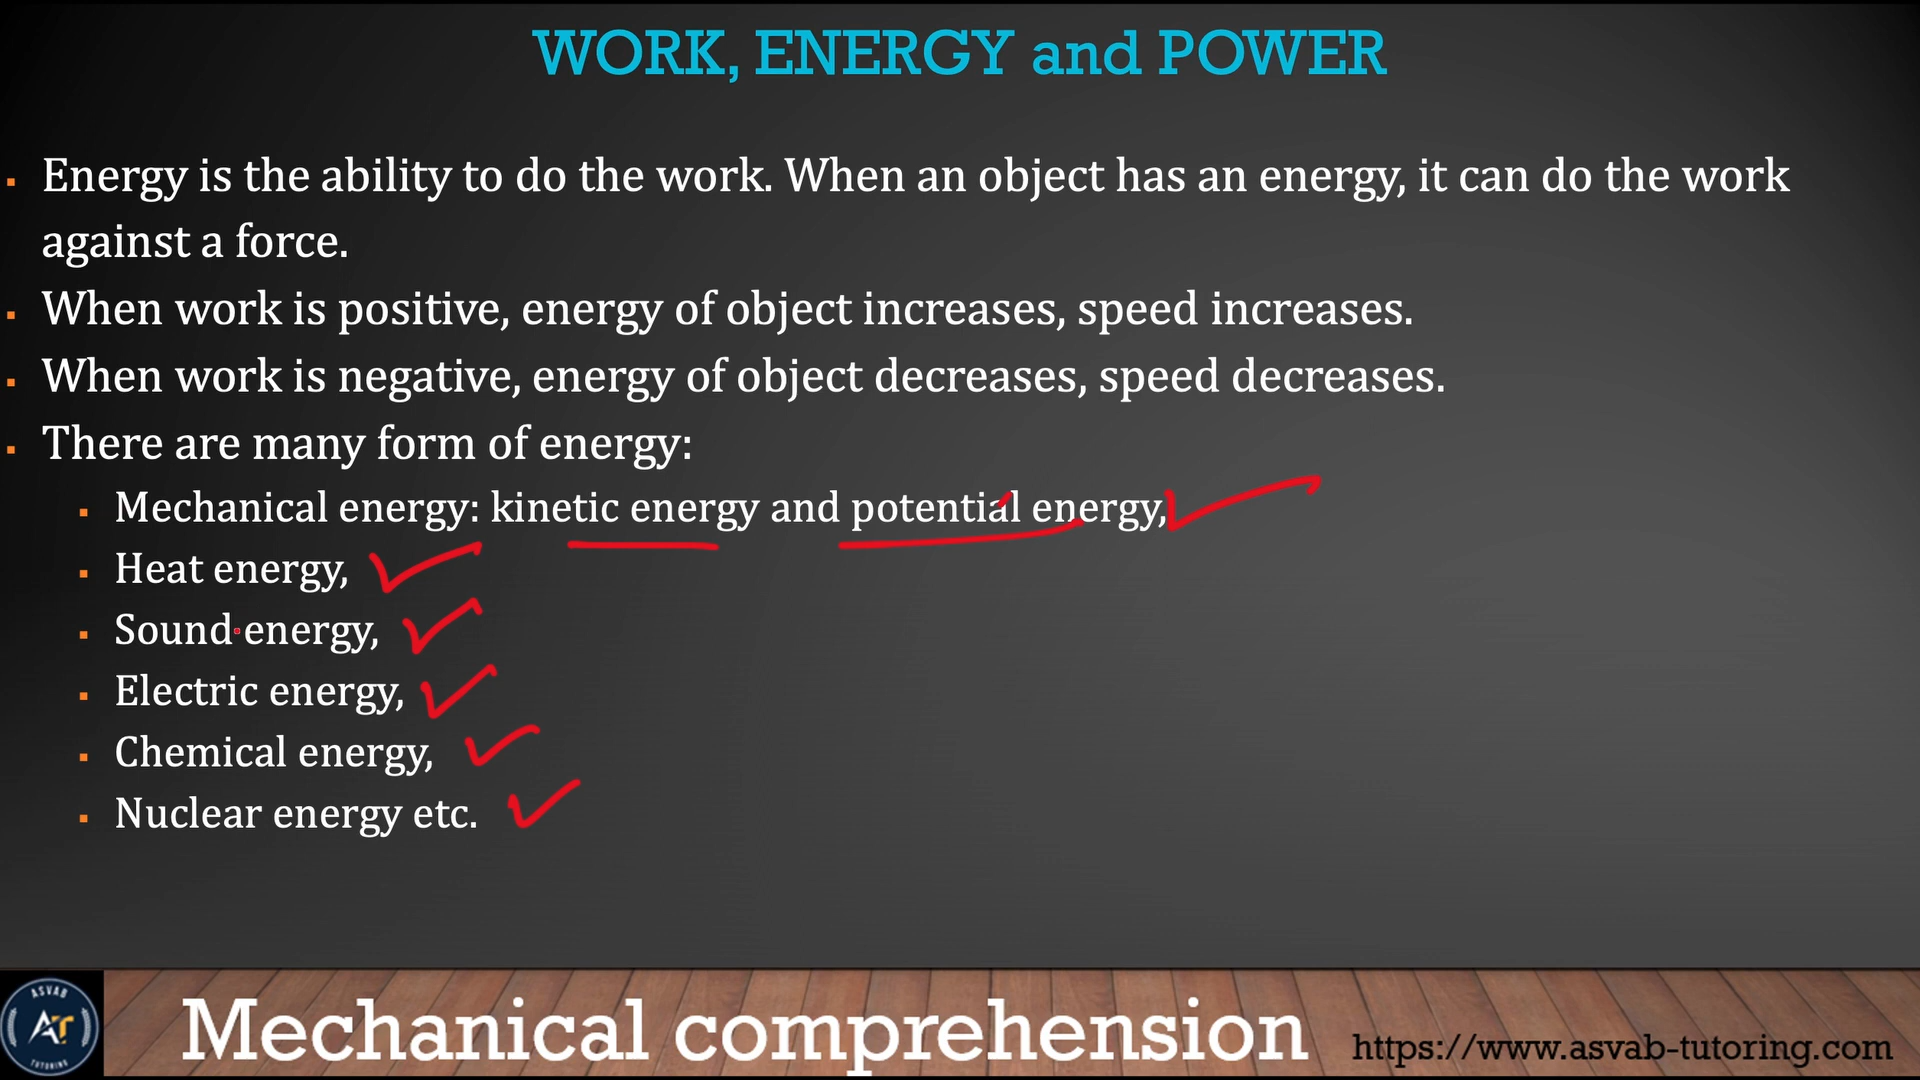 WORK, ENERGY and POWER
Energy is the ability to do the work. When an object has an energy, it can do the work
against a force.
When work is positive, energy of object increases, speed increases.
When work is negative, energy of object decreases, speed decreases.
There are many form of energy:
Mechanical energy: kinetic energy and potential energy,
Heat energy,
Sound energy,
Electric energy,
Chemical energy,
Nuclear energy etc.
ASVAB
AT
TUTORING
Mechanical comprehension
https://www.asvab-tutoring.com